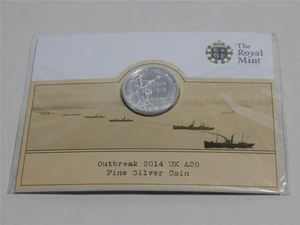 The
Royal
Mint
Outbreak 2014 UK £20
Fine Silver Coin